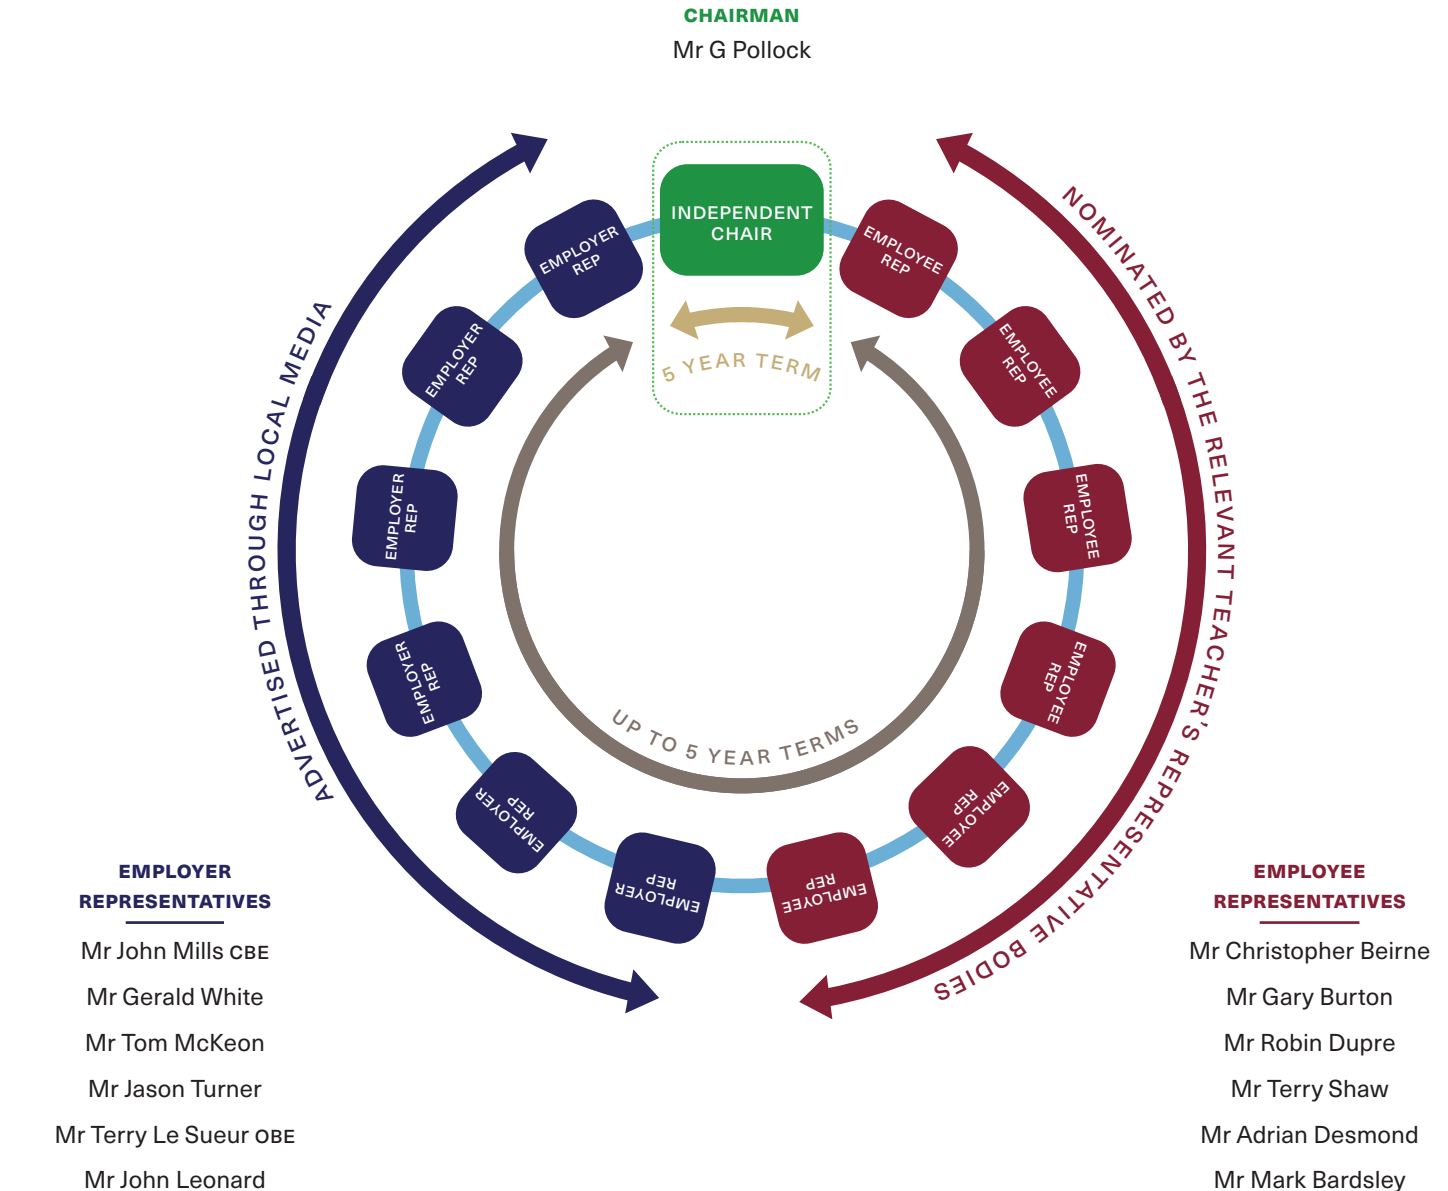 CHAIRMAN
Mr G Pollock
INDEPENDENT
CHAIR
5 YEAR TERM
EMPLOYER
REP
EMPLOYER
REP
EMPLOYER
REP
EMPLOYER
REP
EMPLOYER
REP
EMPLOYER
REP
EMPLOYEE
REP
EMPLOYEE
REP
EMPLOYEE
REP
EMPLOYEE
REP
EMPLOYEE
REP
EMPLOYEE
REP
ADVERTISED THROUGH LOCAL MEDIA
NOMINATED BY THE RELEVANT TEACHER'S REPRESENTATIVE BODIES
UP TO 5 YEAR TERMS
EMPLOYER
REPRESENTATIVES
Mr John Mills CBE
Mr Gerald White
Mr Tom McKeon
Mr Jason Turner
Mr Terry Le Sueur OBE
Mr John Leonard
EMPLOYEE
REPRESENTATIVES
Mr Christopher Beirne
Mr Gary Burton
Mr Robin Dupre
Mr Terry Shaw
Mr Adrian Desmond
Mr Mark Bardsley